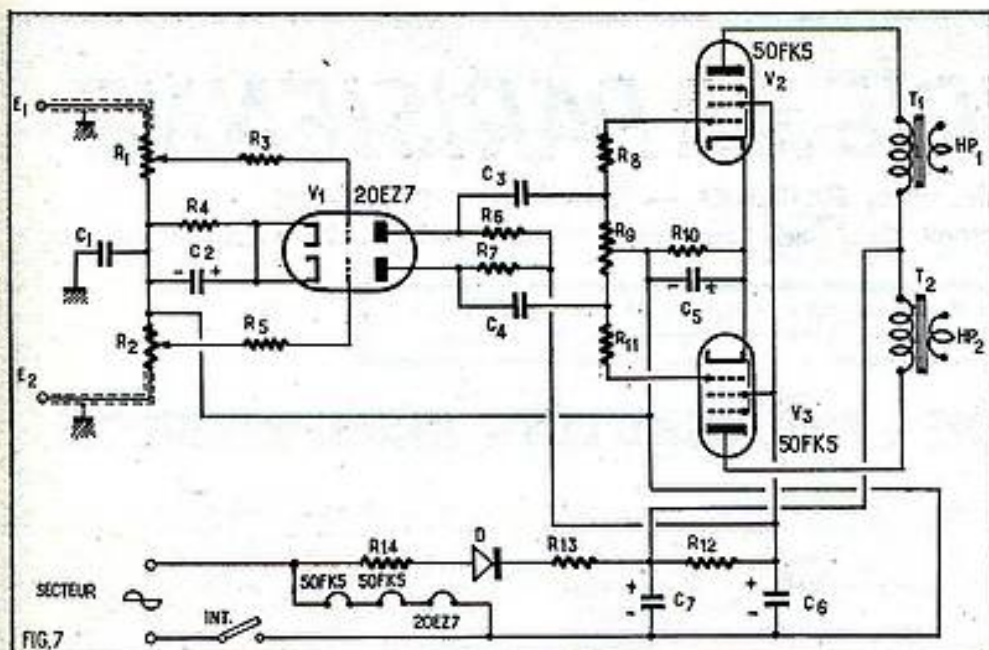 50FK5
V2
E1
R1
R3
V1
20EZ7
R4
C1
C2
- +
R2
R5
E2
C3
R6
R7
C4
R8
R9
R10
C5
- +
R11
T1
HP1
T2
HP2
V3
50FK5
R14
D
R13
R12
50FK5 50FK5
20EZ7
SECTEUR
INT.
+
-
C7
+
-
C6
FIG.7